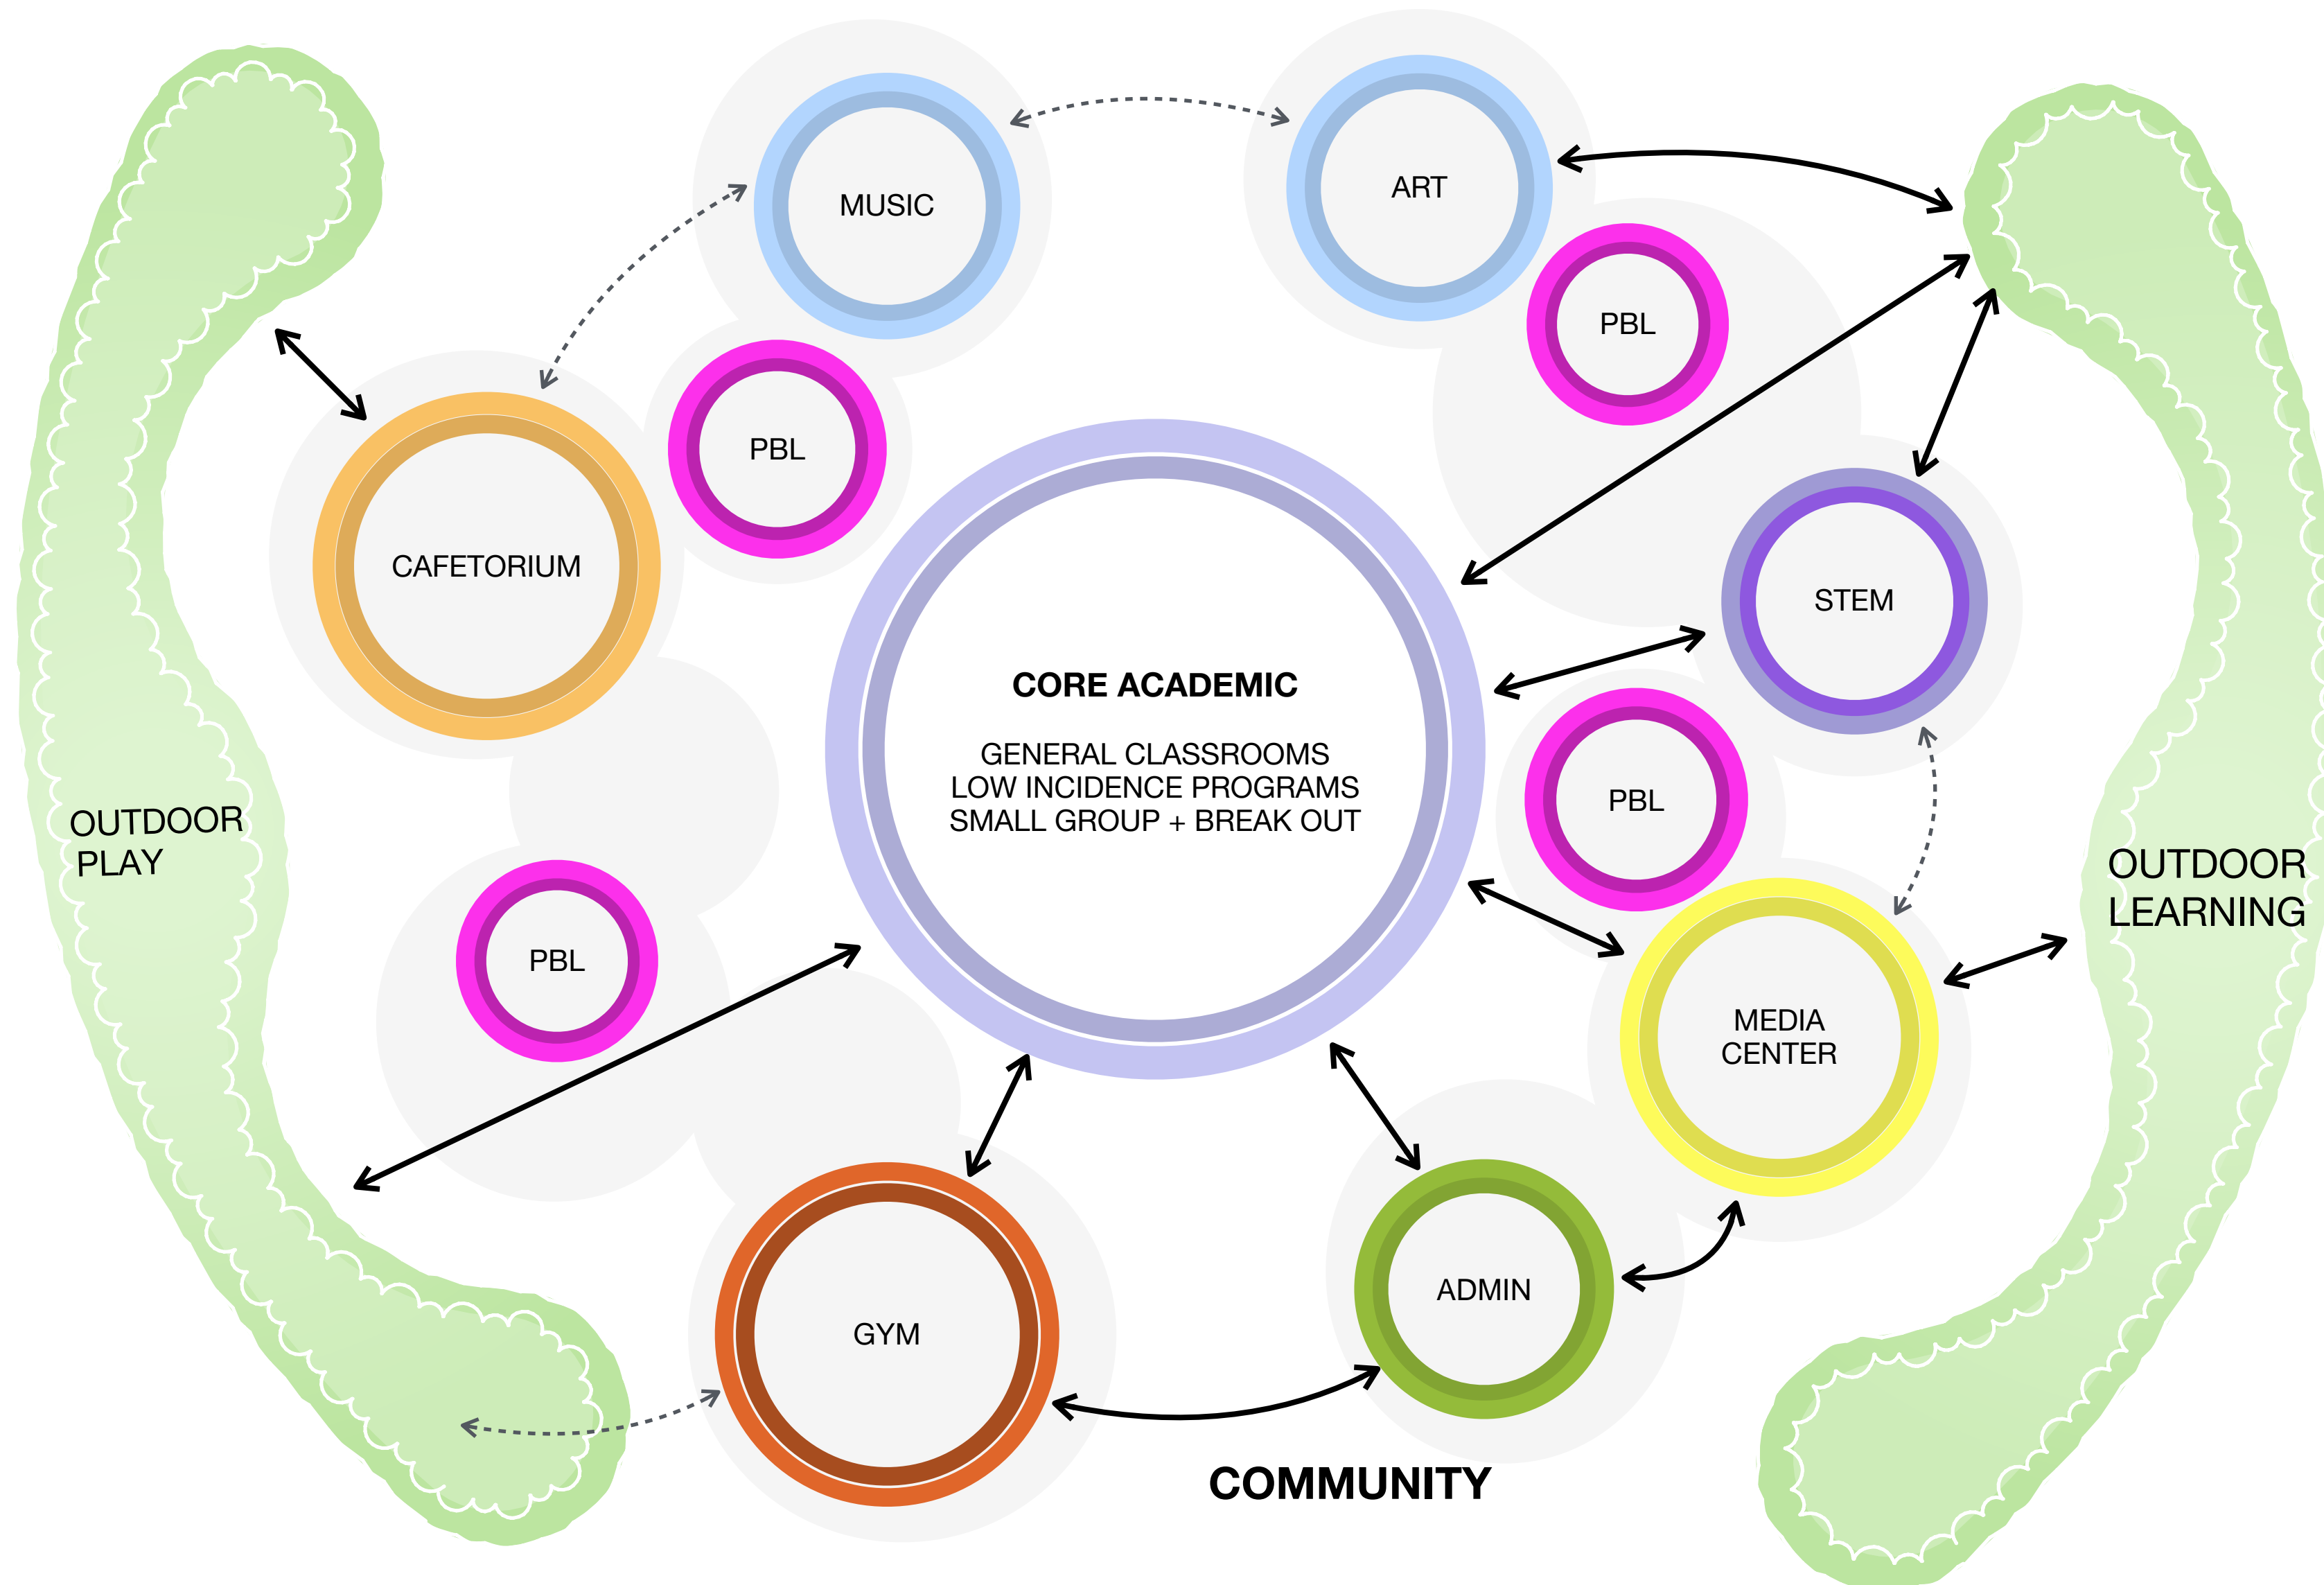 MUSIC
ART
PBL
PBL
CAFETORIUM
STEM
CORE ACADEMIC
GENERAL CLASSROOMS
LOW INCIDENCE PROGRAMS
SMALL GROUP + BREAK OUT
PBL
OUTDOOR
PLAY
OUTDOOR
LEARNING
PBL
MEDIA
CENTER
ADMIN
GYM
COMMUNITY